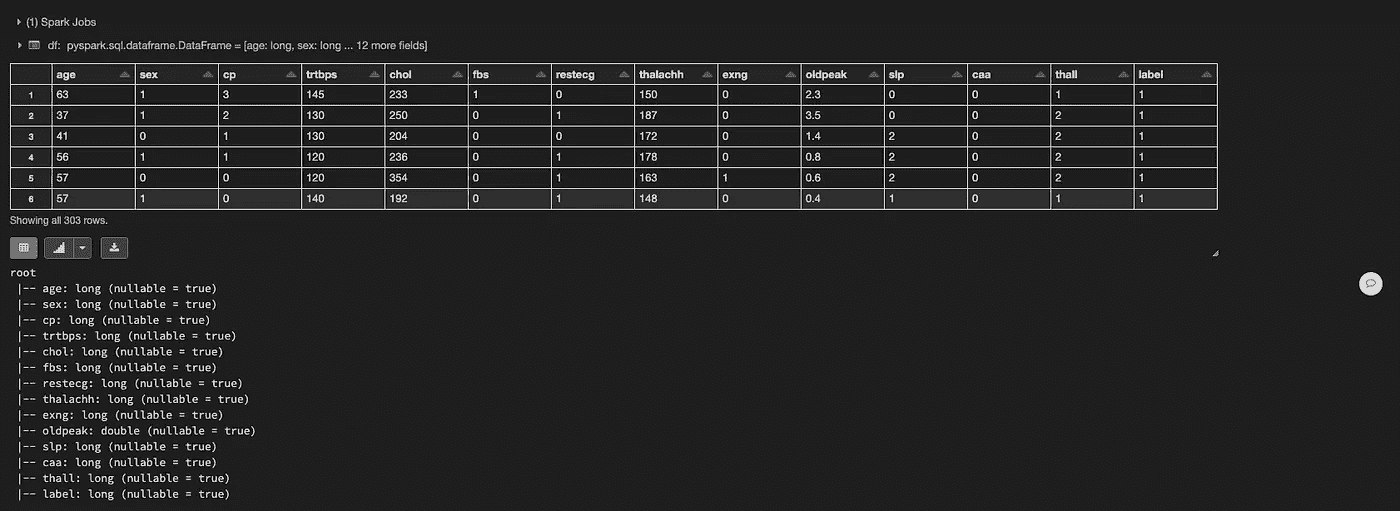 (1) Spark Jobs
df: pyspark.sql.dataframe.DataFrame = [age: long, sex: long ... 12 more fields]
age sex cp trtbps chol fbs restecg thalachh exng oldpeak slp caa thall label
1 63 1 3 145 233 1 0 150 0 2.3 0 0 1 1
2 37 1 2 130 250 0 1 187 0 3.5 0 0 2 1
3 41 0 1 130 204 0 0 172 0 1.4 2 0 2 1
4 56 1 1 120 236 0 1 178 0 0.8 2 0 2 1
5 57 0 0 120 354 0 1 163 1 0.6 2 0 2 1
6 57 1 0 140 192 0 1 148 0 0.4 1 0 1 1
Showing all 303 rows.
root
|-- age: long (nullable = true)
|-- sex: long (nullable = true)
|-- cp: long (nullable = true)
|-- trtbps: long (nullable = true)
|-- chol: long (nullable = true)
|-- fbs: long (nullable = true)
|-- restecg: long (nullable = true)
|-- thalachh: long (nullable = true)
|-- exng: long (nullable = true)
|-- oldpeak: double (nullable = true)
|-- slp: long (nullable = true)
|-- caa: long (nullable = true)
|-- thall: long (nullable = true)
|-- label: long (nullable = true)